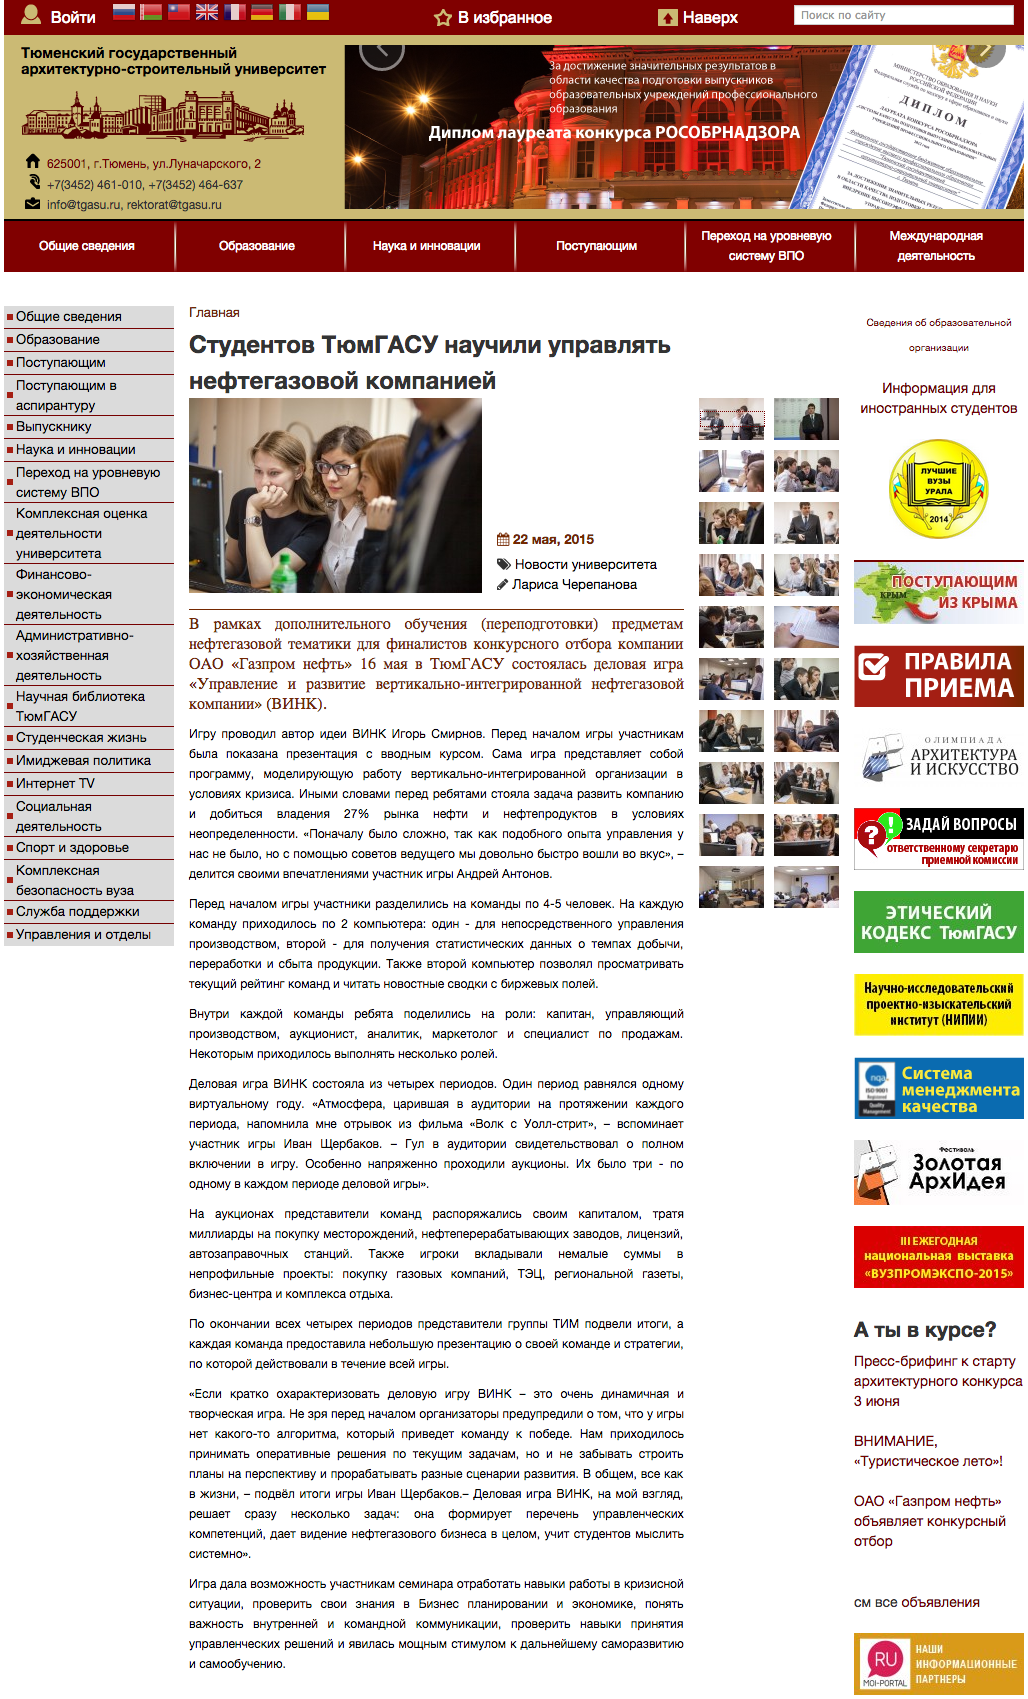 Войти
В избранное
Наверх
Поиск по сайту
Тюменский государственный
архитектурно-строительный университет
625001, г.Тюмень, ул.Луначарского, 2
+7(3452) 461-010, +7(3452) 464-637
info@tgasu.ru, rektorat@tgasu.ru
За достижение значительных результатов в
области качества подготовки выпускников
образовательных учреждений профессионального
образования
Диплом лауреата конкурса РОСОБРНАДЗОРА
ДИПЛОМ
Общие сведения
Образование
Наука и инновации
Поступающим
Переход на уровневую
систему ВПО
Международная
деятельность
Общие сведения
Образование
Поступающим
Поступающим в
аспирантуру
Выпускнику
Наука и инновации
Переход на уровневую
систему ВПО
Комплексная оценка
деятельности
университета
Финансово-
экономическая
деятельность
Административно-
хозяйственная
деятельность
Научная библиотека
ТюмГАСУ
Студенческая жизнь
Имиджевая политика
Интернет TV
Социальная
деятельность
Спорт и здоровье
Комплексная
безопасность вуза
Служба поддержки
Управления и отделы
Главная
Студентов ТюмГАСУ научили управлять
нефтегазовой компанией
22 мая, 2015
Новости университета
Лариса Черепанова
В рамках дополнительного обучения (переподготовки) предметам
нефтегазовой тематики для финалистов конкурсного отбора компании
ОАО «Газпром нефть» 16 мая в ТюмГАСУ состоялась деловая игра
«Управление и развитие вертикально-интегрированной нефтегазовой
компании» (ВИНК).
Игру проводил автор идеи ВИНК Игорь Смирнов. Перед началом игры участникам
была показана презентация с вводным курсом. Сама игра представляет собой
программу, моделирующую работу вертикально-интегрированной организации в
условиях кризиса. Иными словами перед ребятами стояла задача развить компанию
и добиться владения 27% рынка нефти и нефтепродуктов в условиях
неопределенности. «Поначалу было сложно, так как подобного опыта управления у
нас не было, но с помощью советов ведущего мы довольно быстро вошли во вкус», –
делится своими впечатлениями участник игры Андрей Антонов.
Перед началом игры участники разделились на команды по 4-5 человек. На каждую
команду приходилось по 2 компьютера: один - для непосредственного управления
производством, второй - для получения статистических данных о темпах добычи,
переработки и сбыта продукции. Также второй компьютер позволял просматривать
текущий рейтинг команд и читать новостные сводки с биржевых полей.
Внутри каждой команды ребята поделились на роли: капитан, управляющий
производством, аукционист, аналитик, маркетолог и специалист по продажам.
Некоторым приходилось выполнять несколько ролей.
Деловая игра ВИНК состояла из четырех периодов. Один период равнялся одному
виртуальному году. «Атмосфера, царившая в аудитории на протяжении каждого
периода, напомнила мне отрывок из фильма «Волк с Уолл-стрит», – вспоминает
участник игры Иван Щербаков. – Гул в аудитории свидетельствовал о полном
включении в игру. Особенно напряженно проходили аукционы. Их было три - по
одному в каждом периоде деловой игры».
На аукционах представители команд распоряжались своим капиталом, тратя
миллиарды на покупку месторождений, нефтеперерабатывающих заводов, лицензий,
автозаправочных станций. Также игроки вкладывали немалые суммы в
непрофильные проекты: покупку газовых компаний, ТЭЦ, региональной газеты,
бизнес-центра и комплекса отдыха.
По окончании всех четырех периодов представители группы ТИМ подвели итоги, а
каждая команда предоставила небольшую презентацию о своей команде и стратегии,
по которой действовали в течение всей игры.
«Если кратко охарактеризовать деловую игру ВИНК – это очень динамичная и
творческая игра. Не зря перед началом организаторы предупредили о том, что у игры
нет какого-то алгоритма, который приведет команду к победе. Нам приходилось
принимать оперативные решения по текущим задачам, но и не забывать строить
планы на перспективу и прорабатывать разные сценарии развития. В общем, все как
в жизни, – подвёл итоги игры Иван Щербаков.– Деловая игра ВИНК, на мой взгляд,
решает сразу несколько задач: она формирует перечень управленческих
компетенций, дает видение нефтегазового бизнеса в целом, учит студентов мыслить
системно».
Игра дала возможность участникам семинара отработать навыки работы в кризисной
ситуации, проверить свои знания в Бизнес планировании и экономике, понять
важность внутренней и командной коммуникации, проверить навыки принятия
управленческих решений и явилась мощным стимулом к дальнейшему саморазвитию
и самообучению.
Сведения об образовательной
организации
Информация для
иностранных студентов
ЛУЧШИЕ
ВУЗЫ
УРАЛА
2014
ПОСТУПАЮЩИМ
КРЫМ
ИЗ КРЫМА
ПРАВИЛА
ПРИЕМА
ОЛИМПИАДА
АРХИТЕКТУРА
И ИСКУССТВО
ЗАДАЙ ВОПРОСЫ
ответственному секретарю
приемной комиссии
ЭТИЧЕСКИЙ
КОДЕКС ТюмГАСУ
Научно-исследовательский
проектно-изыскательский
институт (НИПИИ)
nqa
ISO 9001
Registered
Quality
Management
Система
менеджмента
качества
Фестиваль
Золотая
АрхИдея
III ЕЖЕГОДНАЯ
национальная выставка
«ВУЗПРОМЭКСПО-2015»
А ты в курсе?
Пресс-брифинг к старту
архитектурного конкурса
3 июня
ВНИМАНИЕ,
«Туристическое лето»!
ОАО «Газпром нефть»
объявляет конкурсный
отбор
см все объявления
RU
MOI-PORTAL
НАШИ
ИНФОРМАЦИОННЫЕ
ПАРТНЕРЫ